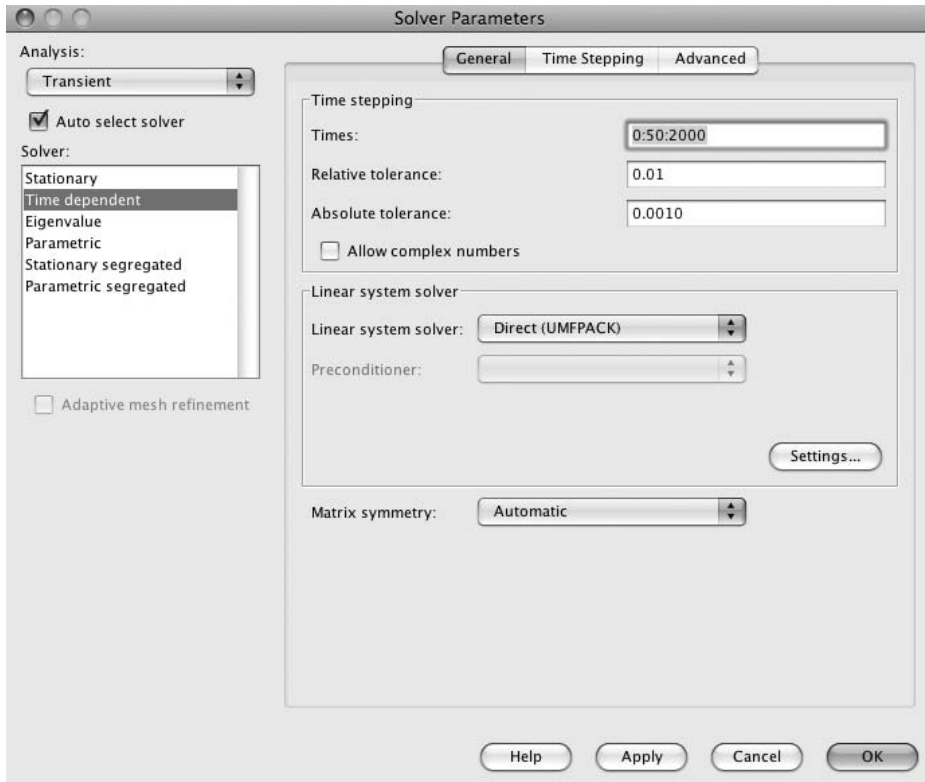 Solver Parameters
Analysis:
Transient
Auto select solver
Solver:
Stationary
Time dependent
Eigenvalue
Parametric
Stationary segregated
Parametric segregated
Adaptive mesh refinement
General Time Stepping Advanced
Time stepping
Times: 0:50:2000
Relative tolerance: 0.01
Absolute tolerance: 0.0010
Allow complex numbers
Linear system solver
Linear system solver: Direct (UMFPACK)
Preconditioner:
Settings...
Matrix symmetry: Automatic
Help Apply Cancel OK